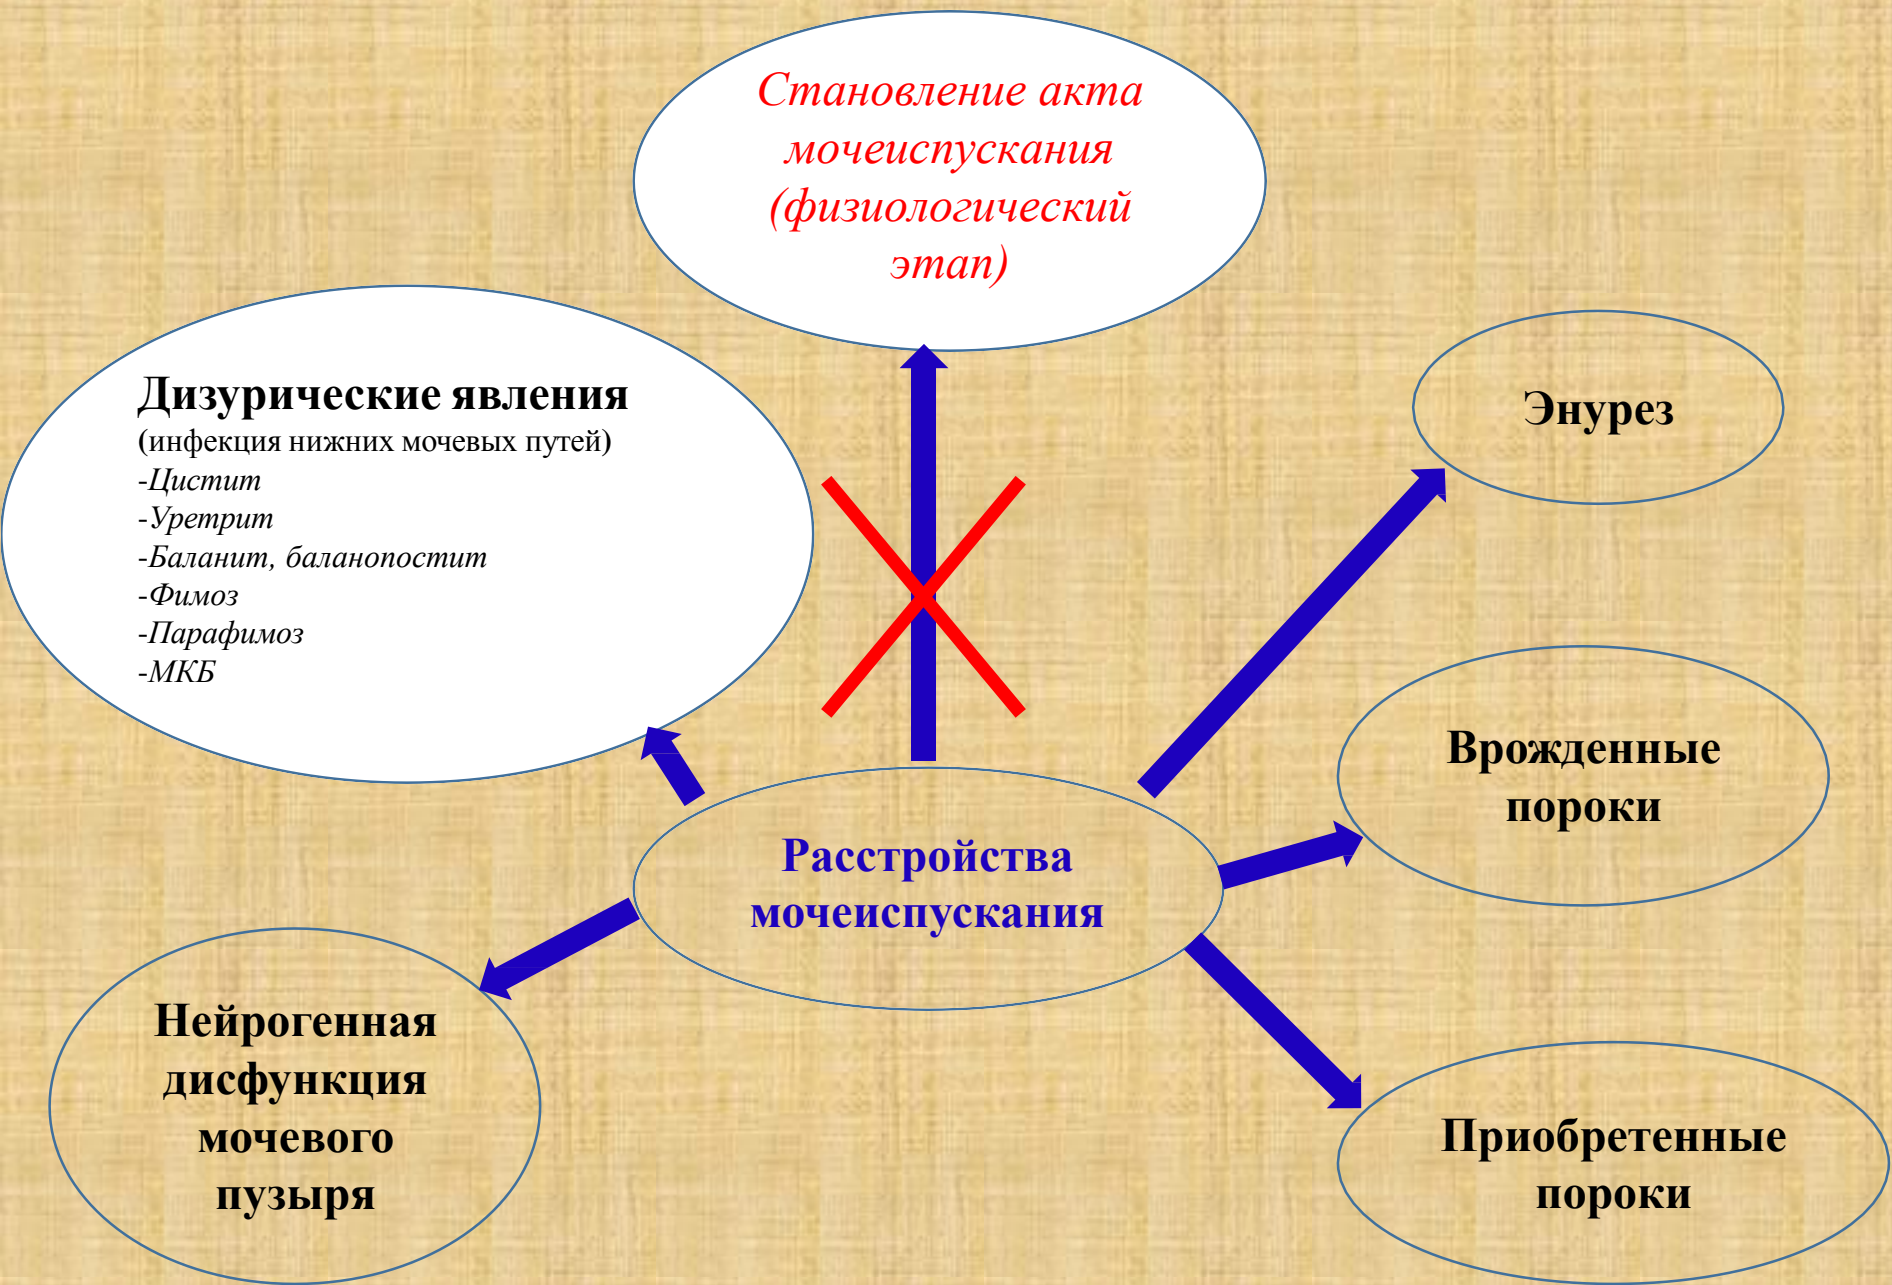 Становление акта
мочеиспускания
(физиологический
этап)
Дизурические явления
(инфекция нижних мочевых путей)
-Цистит
-Уретрит
-Баланит, баланопостит
-Фимоз
-Парафимоз
-МКБ
Энурез
Врожденные
пороки
Расстройства
мочеиспускания
Нейрогенная
дисфункция
мочевого
пузыря
Приобретенные
пороки